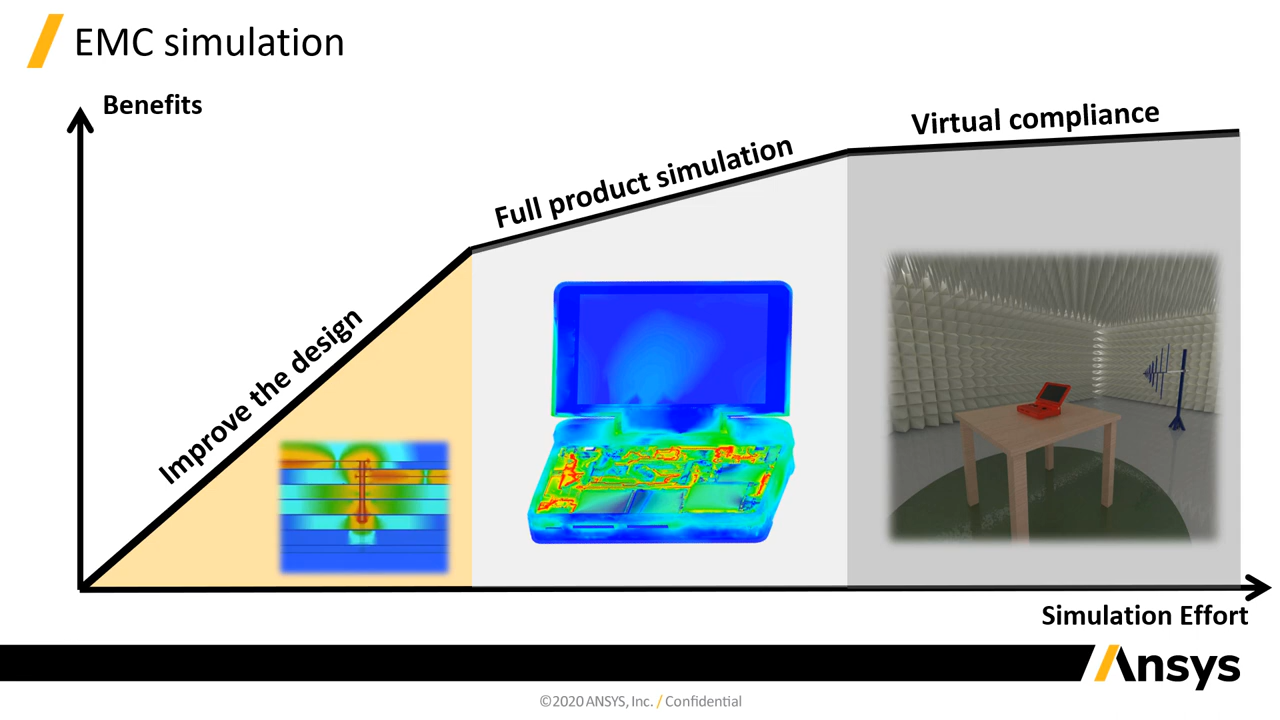 EMC simulation
Benefits
Virtual compliance
Full product simulation
Improve the design
Simulation Effort
Ansys
©2020 ANSYS, Inc. / Confidential